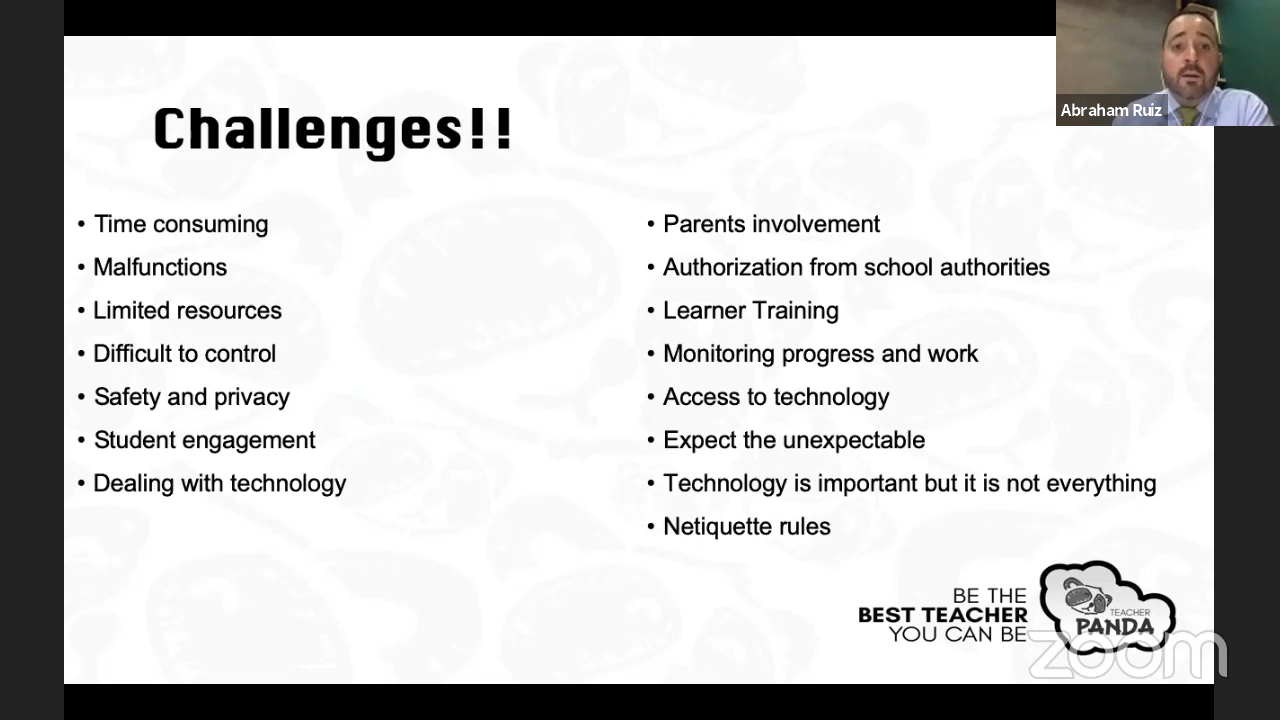 Abraham Ruiz
Challenges!!
• Time consuming
• Malfunctions
• Limited resources
• Difficult to control
• Safety and privacy
• Student engagement
• Dealing with technology
• Parents involvement
• Authorization from school authorities
• Learner Training
• Monitoring progress and work
• Access to technology
• Expect the unexpectable
• Technology is important but it is not everything
• Netiquette rules
BE THE
BEST TEACHER
YOU CAN BE
TEACHER
PANDA
zoom